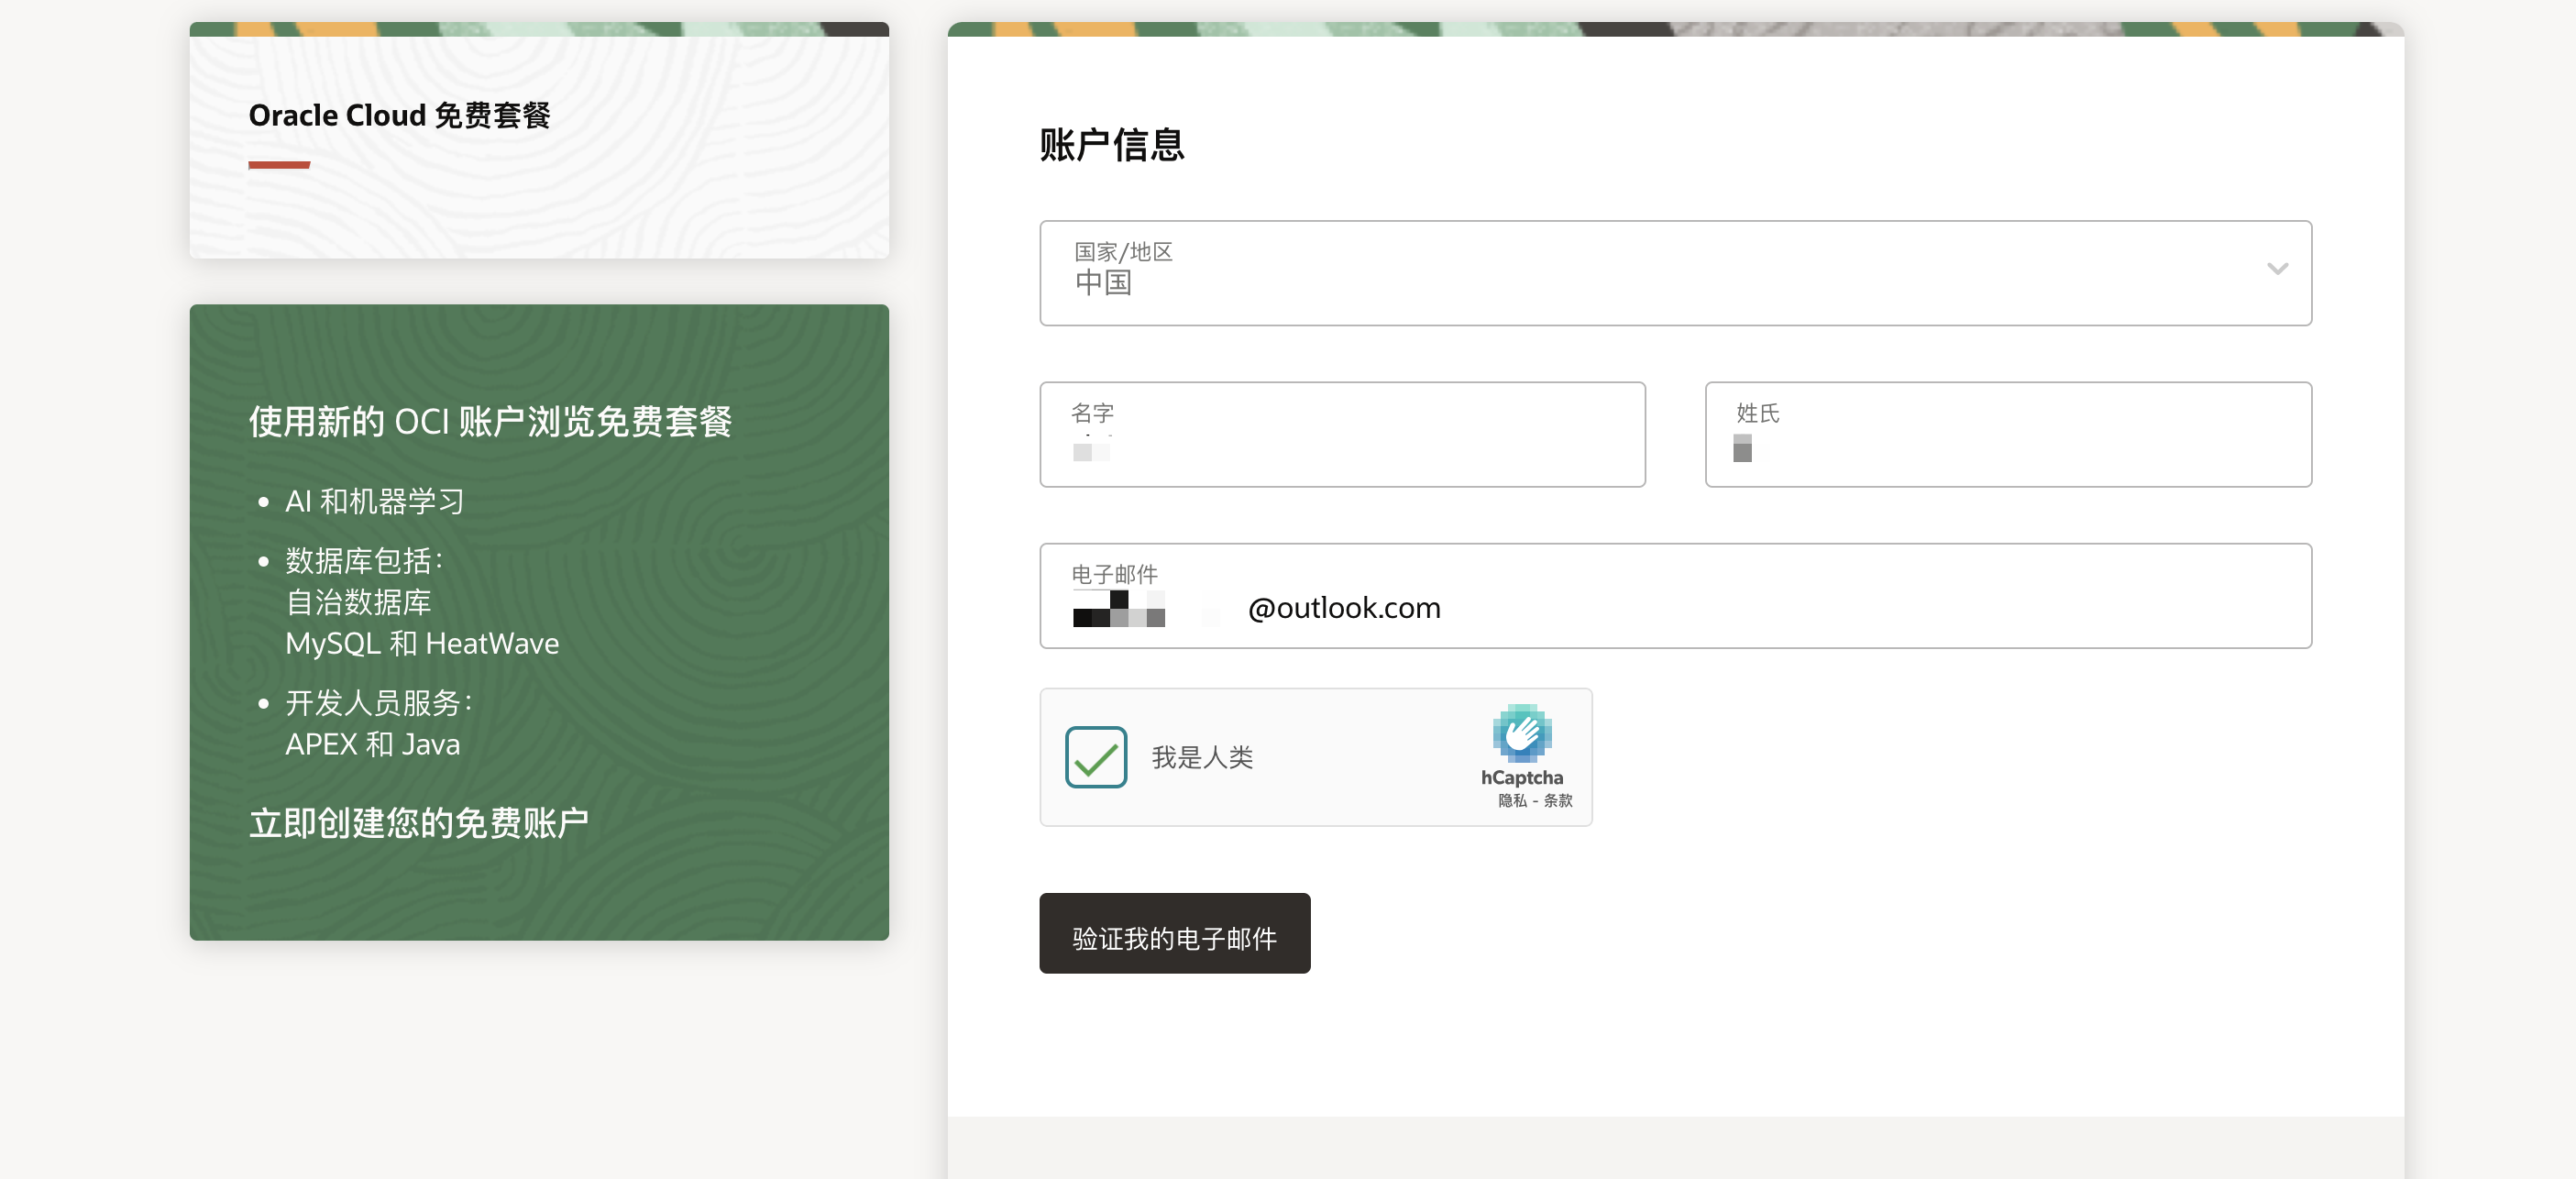 Oracle Cloud 免费套餐
使用新的 OCI 账户浏览免费套餐
AI 和机器学习
数据库包括：
自治数据库
MySQL 和 HeatWave
开发人员服务：
APEX 和 Java
立即创建您的免费账户
账户信息
国家/地区
中国
名字
姓氏
电子邮件
@outlook.com
我是人类
hCaptcha
隐私 - 条款
验证我的电子邮件